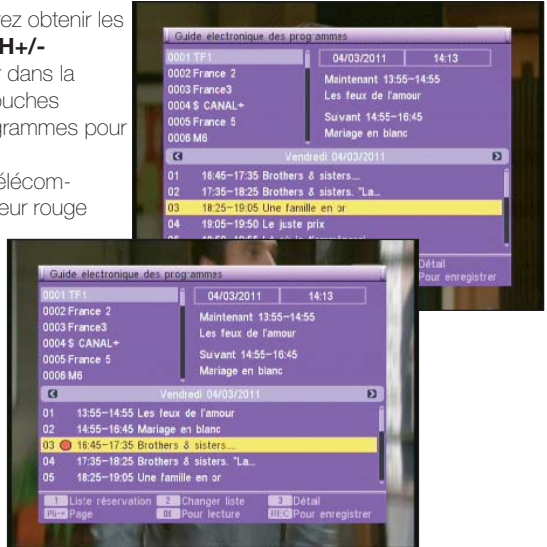 ez obtenir les
H+/-
r dans la
ouches
grammes pour
élécom-
eur rouge
Guide electronique des programmes
0001 TF1
0002 France 2
0003 France3
0004 $ CANAL+
0005 France 5
0006 M6
04/03/2011 14:13
Maintenant 13:55-14:55
Les feux de l'amour
Suivant 14:55-16:45
Mariage en blanc
Vendredi 04/03/2011
01 16:45-17:35 Brothers & sisters....
02 17:35-18:25 Brothers & sisters. "La...
03 18:25-19:05 Une famille en or
04 19:05-19:50 Le juste prix
Détail
Pour enregistrer
Guide electronique des programmes
0001 TF1
0002 France 2
0003 France3
0004 $ CANAL+
0005 France 5
0006 M6
04/03/2011 14:13
Maintenant 13:55-14:55
Les feux de l'amour
Suivant 14:55-16:45
Mariage en blanc
Vendredi 04/03/2011
01 13:55-14:55 Les feux de l'amour
02 14:55-16:45 Mariage en blanc
03 16:45-17:35 Brothers & sisters....
04 17:35-18:25 Brothers & sisters. "La...
05 18:25-19:05 Une famille en or
1 Liste réservation 2 Changer liste 3 Détail
Page OK Pour lecture REC Pour enregistrer